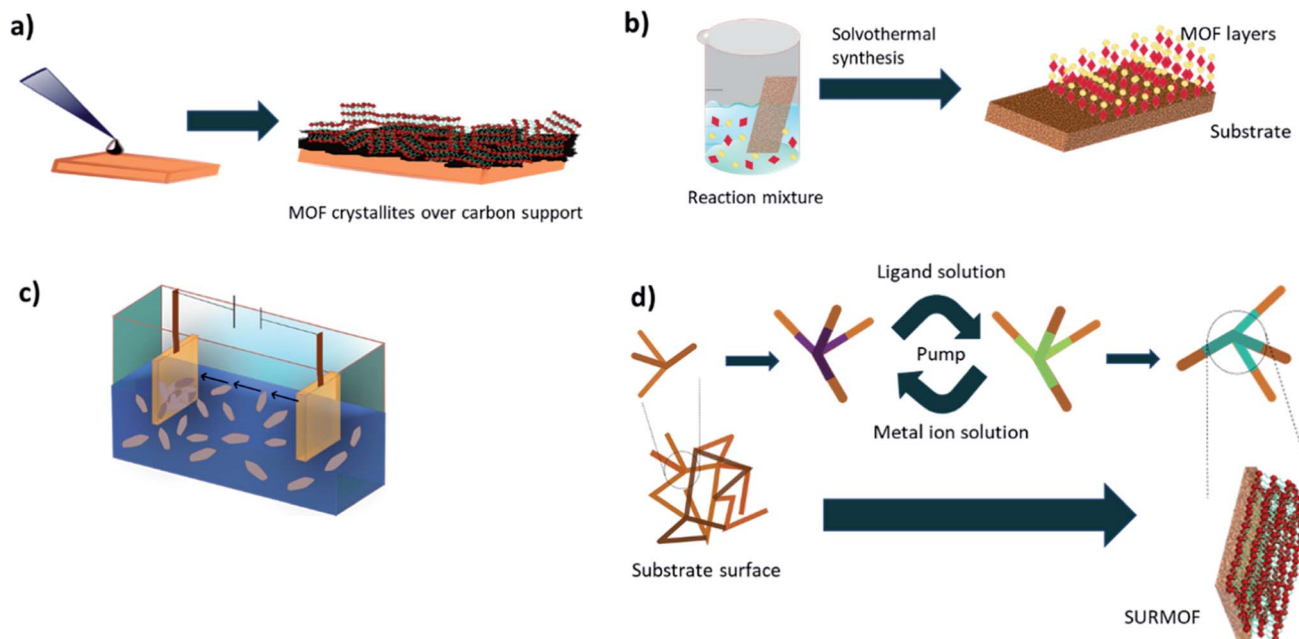 a)
MOF crystallites over carbon support
b)
Solvothermal
synthesis
MOF layers
Substrate
Reaction mixture
c)
d)
Ligand solution
Pump
Metal ion solution
Substrate surface
SURMOF